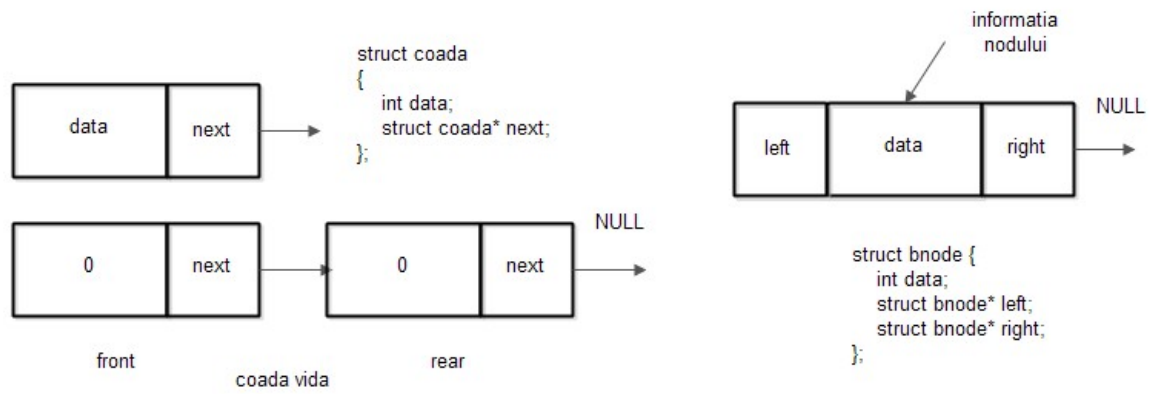 struct coada
{
int data;
struct coada* next;
};
data
next
0
next
0
next
NULL
front
rear
coada vida
informatia
nodului
left
data
right
NULL
struct bnode {
int data;
struct bnode* left;
struct bnode* right;
};